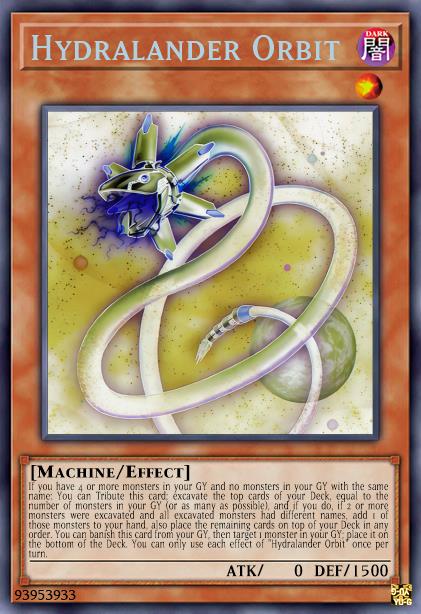 HYDRALANDER ORBIT
DARK
闇
[MACHINE/EFFECT]
If you have 4 or more monsters in your GY and no monsters in your GY with the same
name: You can Tribute this card; excavate the top cards of your Deck, equal to the
number of monsters in your GY (or as many as possible), and if you do, if 2 or more
monsters were excavated and all excavated monsters had different names, add 1 of
those monsters to your hand, also place the remaining cards on top of your Deck in any
order. You can banish this card from your GY, then target 1 monster in your GY; place it
on the bottom of the Deck. You can only use each effect of "Hydralander Orbit" once per
turn.
ATK/ 0 DEF/1500
93953933